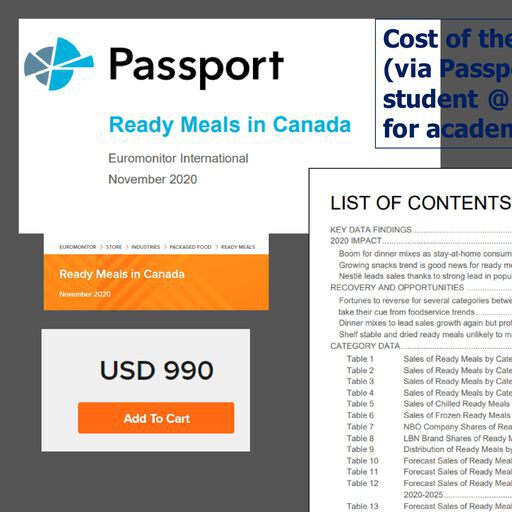 Passport
Ready Meals in Canada
Euromonitor International
November 2020
Cost of the
(via Passp
student @
for academ
EUROMONITOR > STORE > INDUSTRIES > PACKAGED FOOD > READY MEALS
Ready Meals in Canada
November 2020
USD 990
Add To Cart
LIST OF CONTENTS
KEY DATA FINDINGS
2020 IMPACT
Boom for dinner mixes as stay-at-home consum
Growing snacks trend is good news for ready m
Nestlé leads sales thanks to strong lead in popu
RECOVERY AND OPPORTUNITIES
Fortunes to reverse for several categories betwe
take their cue from foodservice trends
Dinner mixes to lead sales growth again but prof
Shelf stable and dried ready meals unlikely to m
CATEGORY DATA
Table 1 Sales of Ready Meals by Cate
Table 2 Sales of Ready Meals by Cate
Table 3 Sales of Ready Meals by Cate
Table 4 Sales of Ready Meals by Cate
Table 5 Sales of Chilled Ready Meals
Table 6 Sales of Frozen Ready Meals
Table 7 NBO Company Shares of Rea
Table 8 LBN Brand Shares of Ready M
Table 9 Distribution of Ready Meals by
Table 10 Forecast Sales of Ready Meal
Table 11 Forecast Sales of Ready Meal
Table 12 Forecast Sales of Ready Meal
2020-2025
Table 13 Forecast Sales of Ready Meal